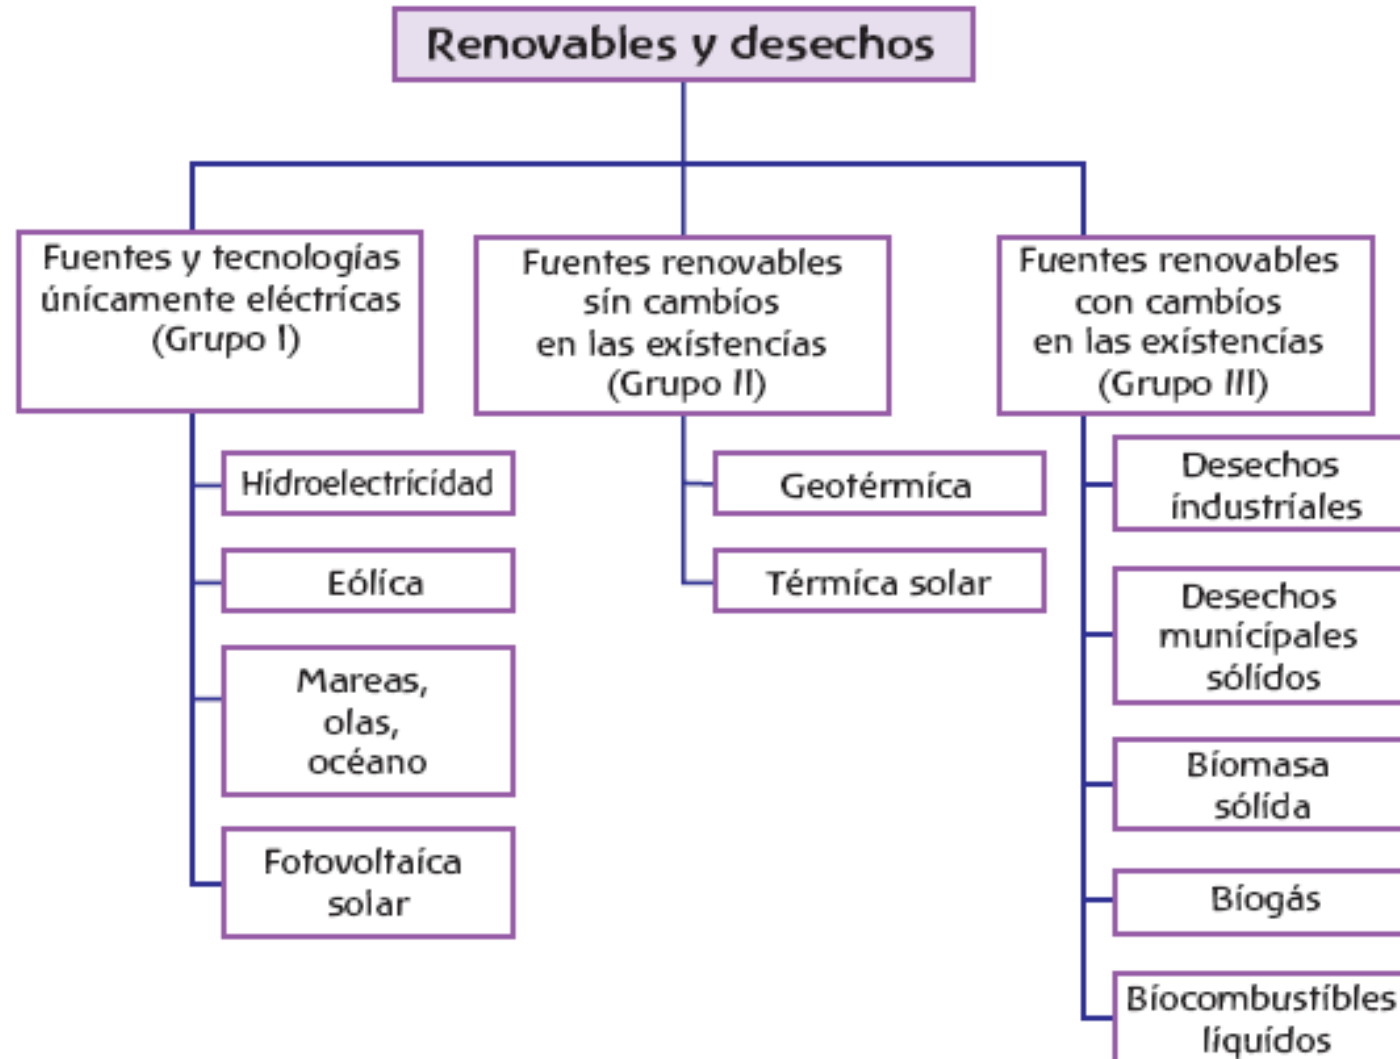 Renovables y desechos
Fuentes y tecnologías
únicamente eléctricas
(Grupo I)
Hidroelectricidad
Eólica
Mareas,
olas,
océano
Fotovoltaica
solar
Fuentes renovables
sin cambios
en las existencias
(Grupo II)
Geotérmica
Térmica solar
Fuentes renovables
con cambios
en las existencias
(Grupo III)
Desechos
industriales
Desechos
municipales
sólidos
Biomasa
sólida
Biogás
Biocombustibles
líquidos